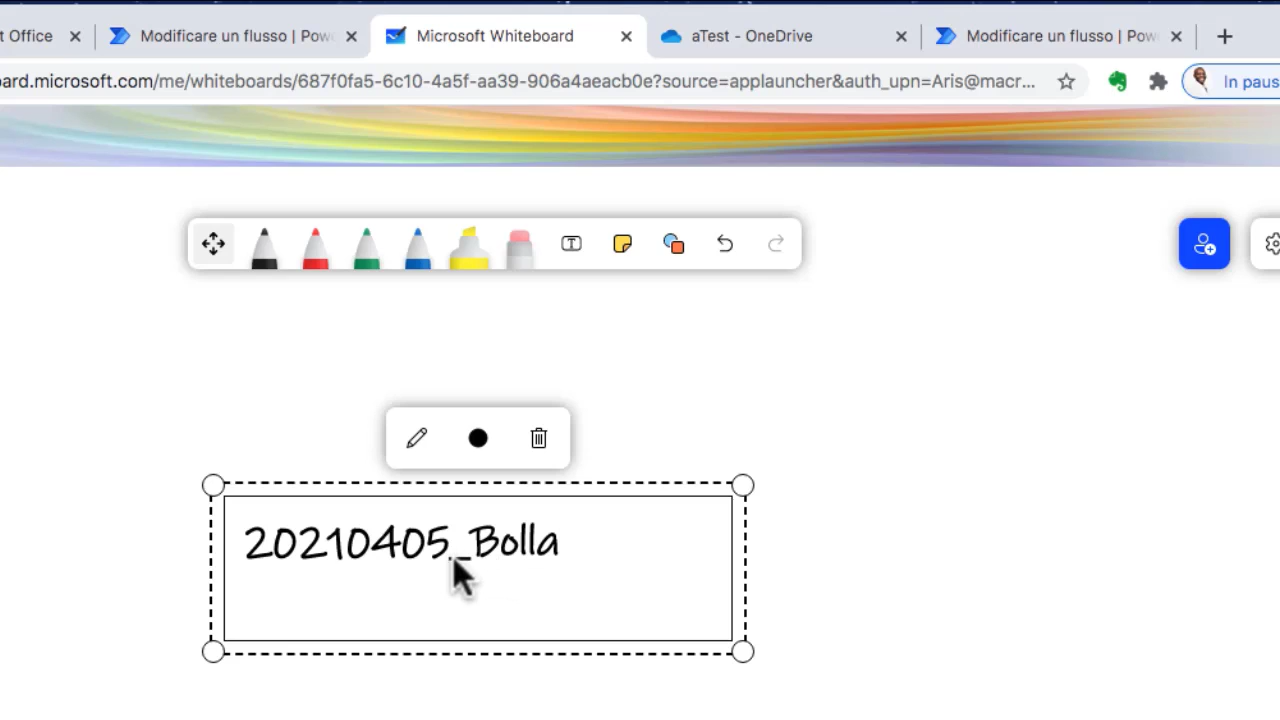 t Office
Modificare un flusso | Pow
Microsoft Whiteboard
aTest - OneDrive
Modificare un flusso | Pow
ard.microsoft.com/me/whiteboards/687f0fa5-6c10-4a5f-aa39-906a4aeacb0e?source=applauncher&auth_upn=Aris@macr...
In paus
T
20210405_Bolla